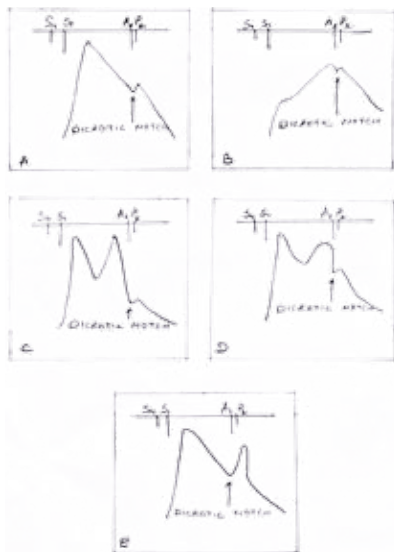 S4 S1 A2 P2
DICROTIC NOTCH
A
S4 S1 A2 P2
DICROTIC NOTCH
B
S4 S1 A2 P2
DICROTIC NOTCH
C
S4 S1 A2 P2
DICROTIC NOTCH
D
S4 S1 A2 P2
DICROTIC NOTCH
E